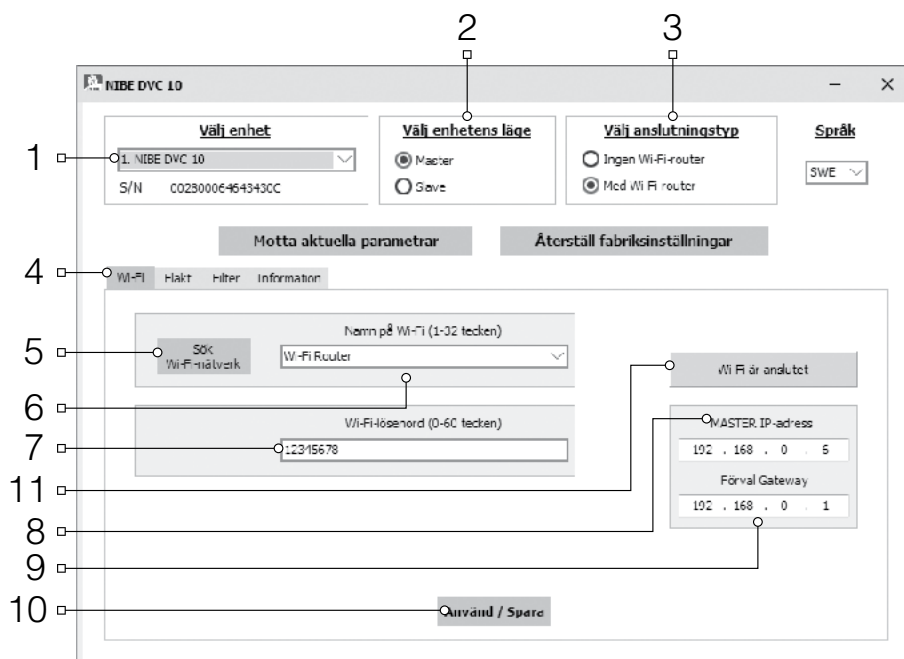 2 3
NIBE DVC 10
Välj enhet Välj enhetens läge Välj anslutningstyp Språk
1 1. NIBE DVC 10 Master Ingen Wi-Fi-router SWE
S/N Slave Med Wi-Fi router
Motta aktuella parametrar Återställ fabriksinställningar
4 Wi-Fi Fläkt Filter Information
Namn på Wi-Fi (1-32 tecken)
5 Sök Wi-Fi Router
Wi-Fi-nätverk Wi-Fi är anslutet
6
Wi-Fi-lösenord (0-60 tecken) MASTER IP-adress
7 12345678 192 . 168 . 0 . 5
11 Förval Gateway
8 192 . 168 . 0 . 1
9
10 Använd / Spara